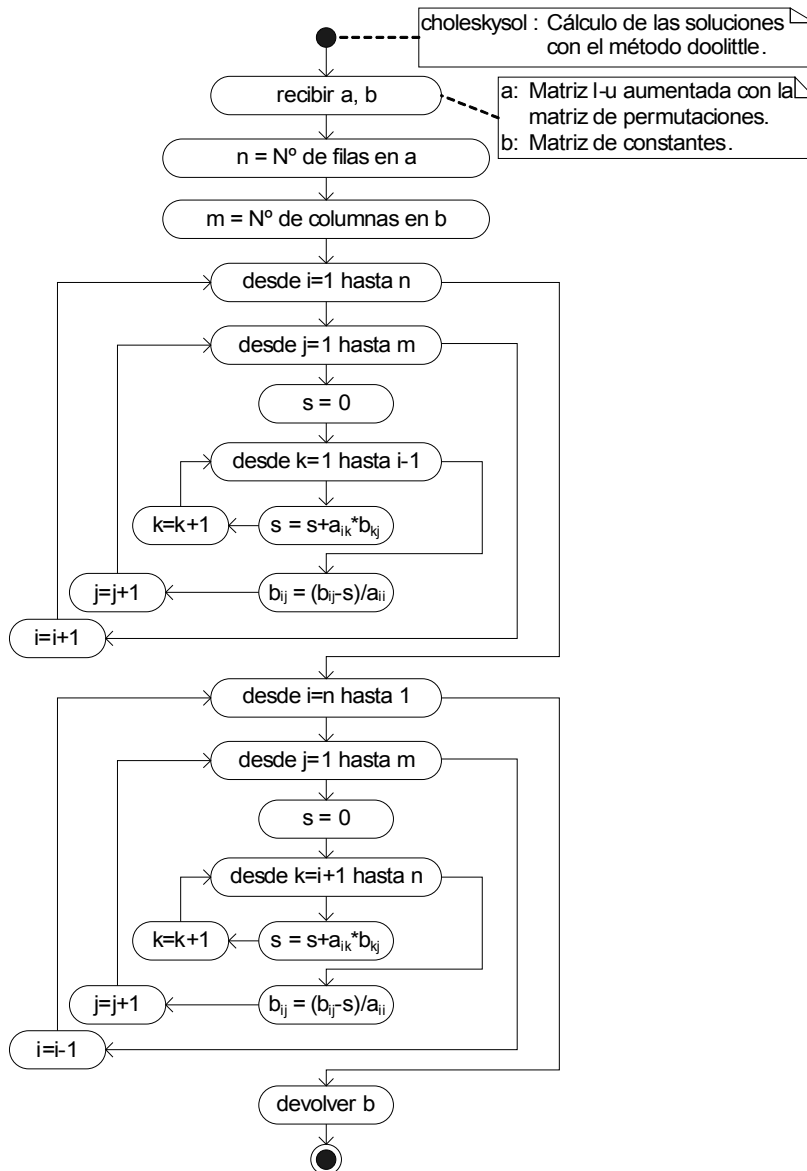 choleskysol : Cálculo de las soluciones
con el método doolittle.
recibir a, b
a: Matriz l-u aumentada con la
matriz de permutaciones.
b: Matriz de constantes.
n = Nº de filas en a
m = Nº de columnas en b
desde i=1 hasta n
desde j=1 hasta m
s = 0
desde k=1 hasta i-1
k=k+1
s = s+aik*bkj
j=j+1
bij = (bij-s)/aii
i=i+1
desde i=n hasta 1
desde j=1 hasta m
s = 0
desde k=i+1 hasta n
k=k+1
s = s+aik*bkj
j=j+1
bij = (bij-s)/aii
i=i-1
devolver b